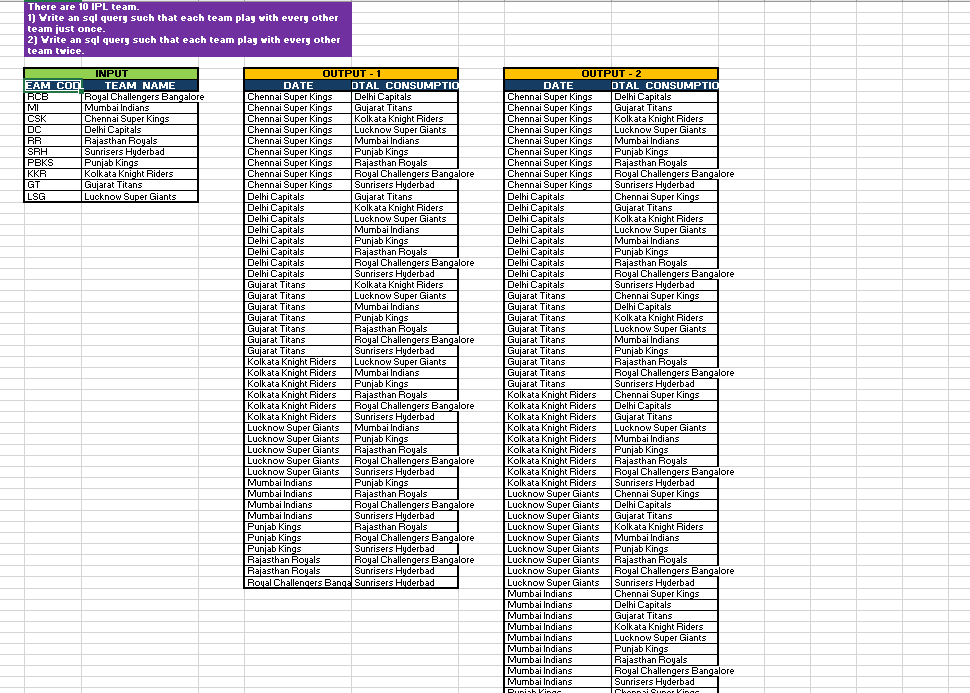 There are 10 IPL team.
1) Write an sql query such that each team play with every other
team just once.
2) Write an sql query such that each team play with every other
team twice.
INPUT
EAM_COD TEAM_NAME
RCB Royal Challengers Bangalore
MI Mumbai Indians
CSK Chennai Super Kings
DC Delhi Capitals
RR Rajasthan Royals
SRH Sunrisers Hyderbad
PBKS Punjab Kings
KKR Kolkata Knight Riders
GT Gujarat Titans
LSG Lucknow Super Giants
OUTPUT - 1
DATE OTAL_CONSUMPTIO
Chennai Super Kings Delhi Capitals
Chennai Super Kings Gujarat Titans
Chennai Super Kings Kolkata Knight Riders
Chennai Super Kings Lucknow Super Giants
Chennai Super Kings Mumbai Indians
Chennai Super Kings Punjab Kings
Chennai Super Kings Rajasthan Royals
Chennai Super Kings Royal Challengers Bangalore
Chennai Super Kings Sunrisers Hyderbad
Delhi Capitals Gujarat Titans
Delhi Capitals Kolkata Knight Riders
Delhi Capitals Lucknow Super Giants
Delhi Capitals Mumbai Indians
Delhi Capitals Punjab Kings
Delhi Capitals Rajasthan Royals
Delhi Capitals Royal Challengers Bangalore
Delhi Capitals Sunrisers Hyderbad
Gujarat Titans Kolkata Knight Riders
Gujarat Titans Lucknow Super Giants
Gujarat Titans Mumbai Indians
Gujarat Titans Punjab Kings
Gujarat Titans Rajasthan Royals
Gujarat Titans Royal Challengers Bangalore
Gujarat Titans Sunrisers Hyderbad
Kolkata Knight Riders Lucknow Super Giants
Kolkata Knight Riders Mumbai Indians
Kolkata Knight Riders Punjab Kings
Kolkata Knight Riders Rajasthan Royals
Kolkata Knight Riders Royal Challengers Bangalore
Kolkata Knight Riders Sunrisers Hyderbad
Lucknow Super Giants Mumbai Indians
Lucknow Super Giants Punjab Kings
Lucknow Super Giants Rajasthan Royals
Lucknow Super Giants Royal Challengers Bangalore
Lucknow Super Giants Sunrisers Hyderbad
Mumbai Indians Punjab Kings
Mumbai Indians Rajasthan Royals
Mumbai Indians Royal Challengers Bangalore
Mumbai Indians Sunrisers Hyderbad
Punjab Kings Rajasthan Royals
Punjab Kings Royal Challengers Bangalore
Punjab Kings Sunrisers Hyderbad
Rajasthan Royals Royal Challengers Bangalore
Rajasthan Royals Sunrisers Hyderbad
Royal Challengers Banga Sunrisers Hyderbad
OUTPUT - 2
DATE OTAL_CONSUMPTIO
Chennai Super Kings Delhi Capitals
Chennai Super Kings Gujarat Titans
Chennai Super Kings Kolkata Knight Riders
Chennai Super Kings Lucknow Super Giants
Chennai Super Kings Mumbai Indians
Chennai Super Kings Punjab Kings
Chennai Super Kings Rajasthan Royals
Chennai Super Kings Royal Challengers Bangalore
Chennai Super Kings Sunrisers Hyderbad
Delhi Capitals Chennai Super Kings
Delhi Capitals Gujarat Titans
Delhi Capitals Kolkata Knight Riders
Delhi Capitals Lucknow Super Giants
Delhi Capitals Mumbai Indians
Delhi Capitals Punjab Kings
Delhi Capitals Rajasthan Royals
Delhi Capitals Royal Challengers Bangalore
Delhi Capitals Sunrisers Hyderbad
Gujarat Titans Chennai Super Kings
Gujarat Titans Delhi Capitals
Gujarat Titans Kolkata Knight Riders
Gujarat Titans Lucknow Super Giants
Gujarat Titans Mumbai Indians
Gujarat Titans Punjab Kings
Gujarat Titans Rajasthan Royals
Gujarat Titans Royal Challengers Bangalore
Gujarat Titans Sunrisers Hyderbad
Kolkata Knight Riders Chennai Super Kings
Kolkata Knight Riders Delhi Capitals
Kolkata Knight Riders Gujarat Titans
Kolkata Knight Riders Lucknow Super Giants
Kolkata Knight Riders Mumbai Indians
Kolkata Knight Riders Punjab Kings
Kolkata Knight Riders Rajasthan Royals
Kolkata Knight Riders Royal Challengers Bangalore
Kolkata Knight Riders Sunrisers Hyderbad
Lucknow Super Giants Chennai Super Kings
Lucknow Super Giants Delhi Capitals
Lucknow Super Giants Gujarat Titans
Lucknow Super Giants Kolkata Knight Riders
Lucknow Super Giants Mumbai Indians
Lucknow Super Giants Punjab Kings
Lucknow Super Giants Rajasthan Royals
Lucknow Super Giants Royal Challengers Bangalore
Lucknow Super Giants Sunrisers Hyderbad
Mumbai Indians Chennai Super Kings
Mumbai Indians Delhi Capitals
Mumbai Indians Gujarat Titans
Mumbai Indians Kolkata Knight Riders
Mumbai Indians Lucknow Super Giants
Mumbai Indians Punjab Kings
Mumbai Indians Rajasthan Royals
Mumbai Indians Royal Challengers Bangalore
Mumbai Indians Sunrisers Hyderbad
Punjab Kings Chennai Super Kings